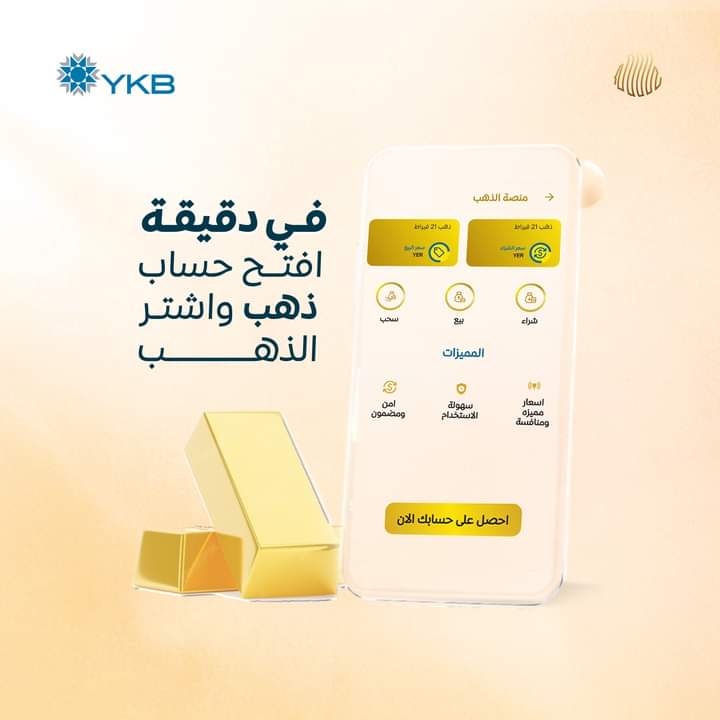 YKB
في دقيقة
افتح حساب
ذهب واشتر
الذهب
منصة الذهب
ذهب 21 قيراط
سعر الشراء
YER
ذهب 21 قيراط
سعر البيع
YER
شراء
بيع
سحب
المميزات
اسعار
مميزه
ومنافسة
سهولة
الاستخدام
امن
ومضمون
احصل على حسابك الان